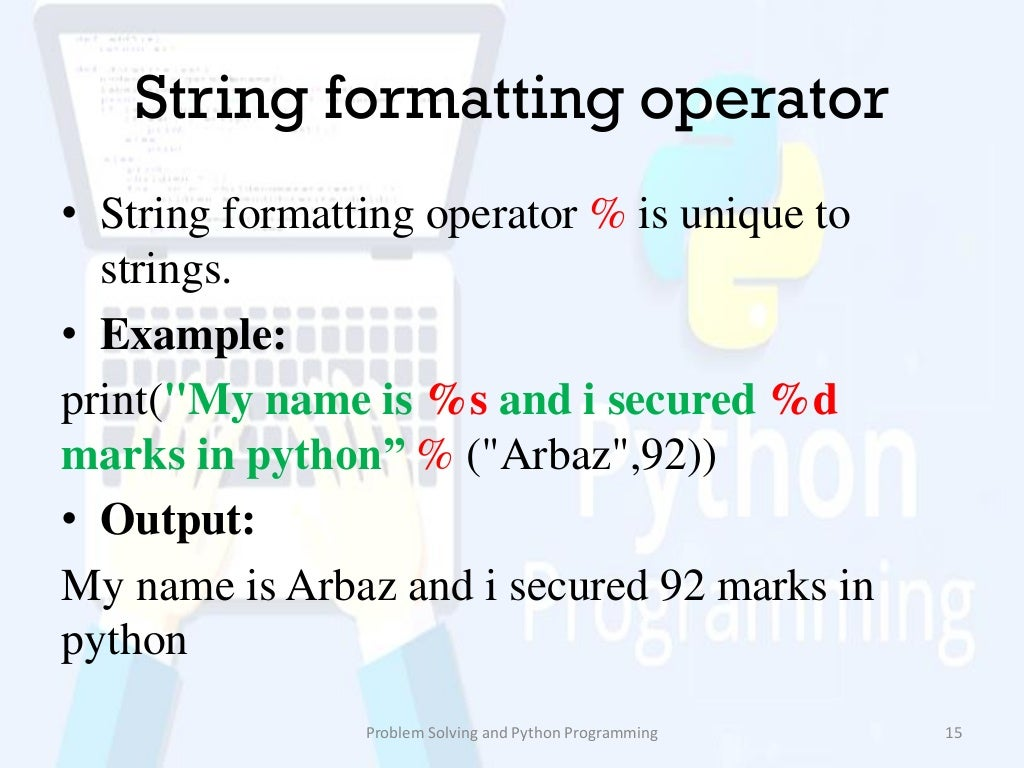 String formatting operator
• String formatting operator % is unique to
strings.
• Example:
print("My name is %s and i secured %d
marks in python” % ("Arbaz",92))
• Output:
My name is Arbaz and i secured 92 marks in
python
Python
Programming
Problem Solving and Python Programming
15